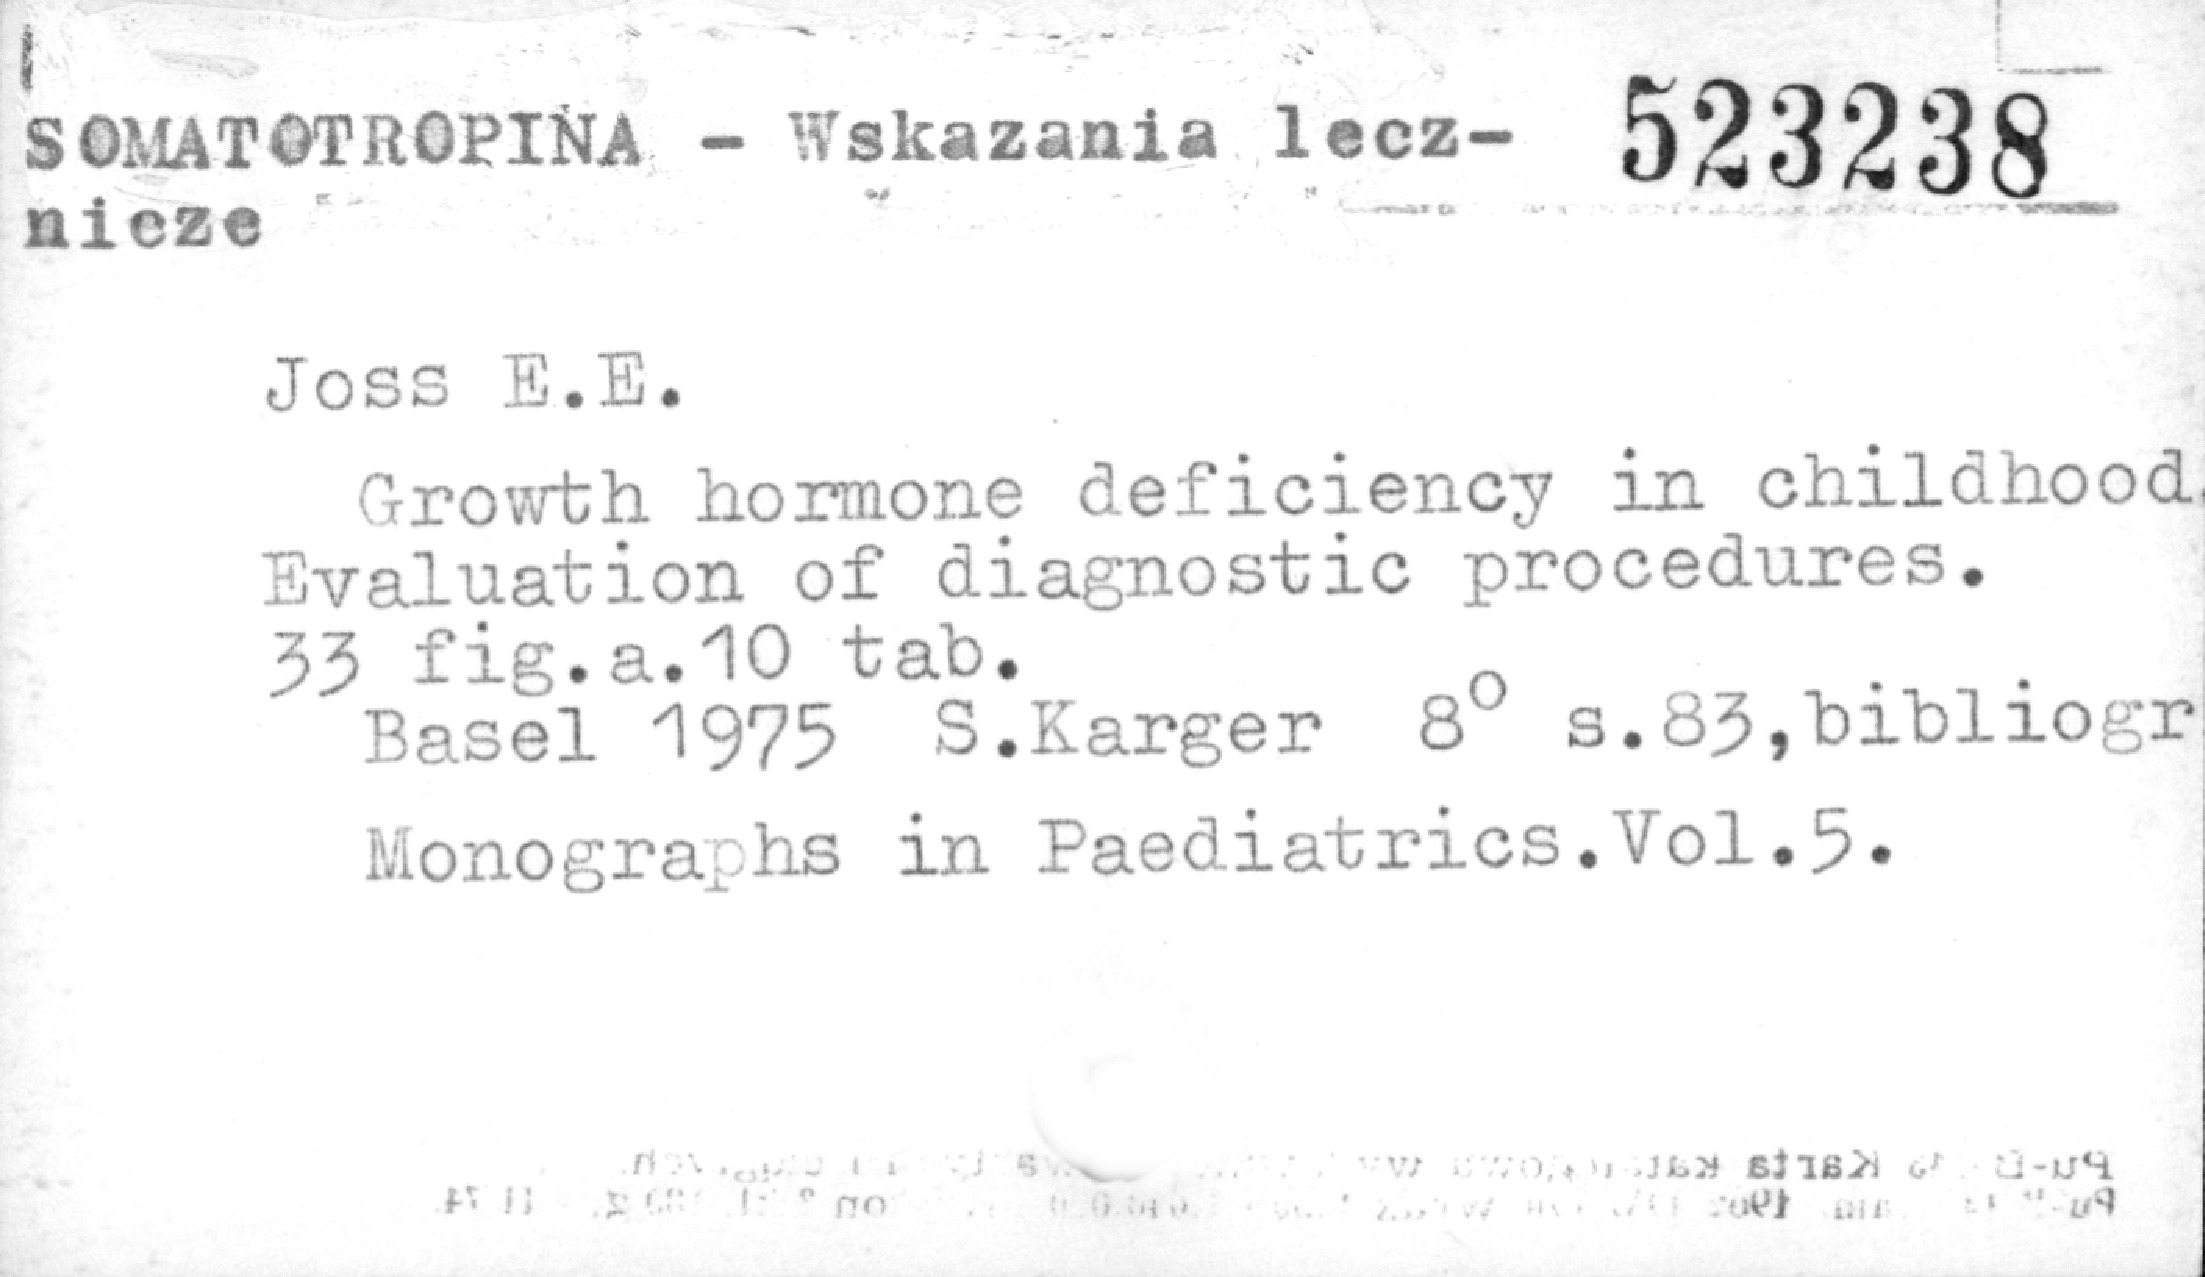 SOMATOTROPINA - Wskazania lecz- 523238
nicze
Joss E.E.
Growth hormone deficiency in childhood.
Evaluation of diagnostic procedures.
33 fig.a.10 tab.
Basel 1975 S.Karger 8° s.83,bibliogr
Monographs in Paediatrics.Vol.5.